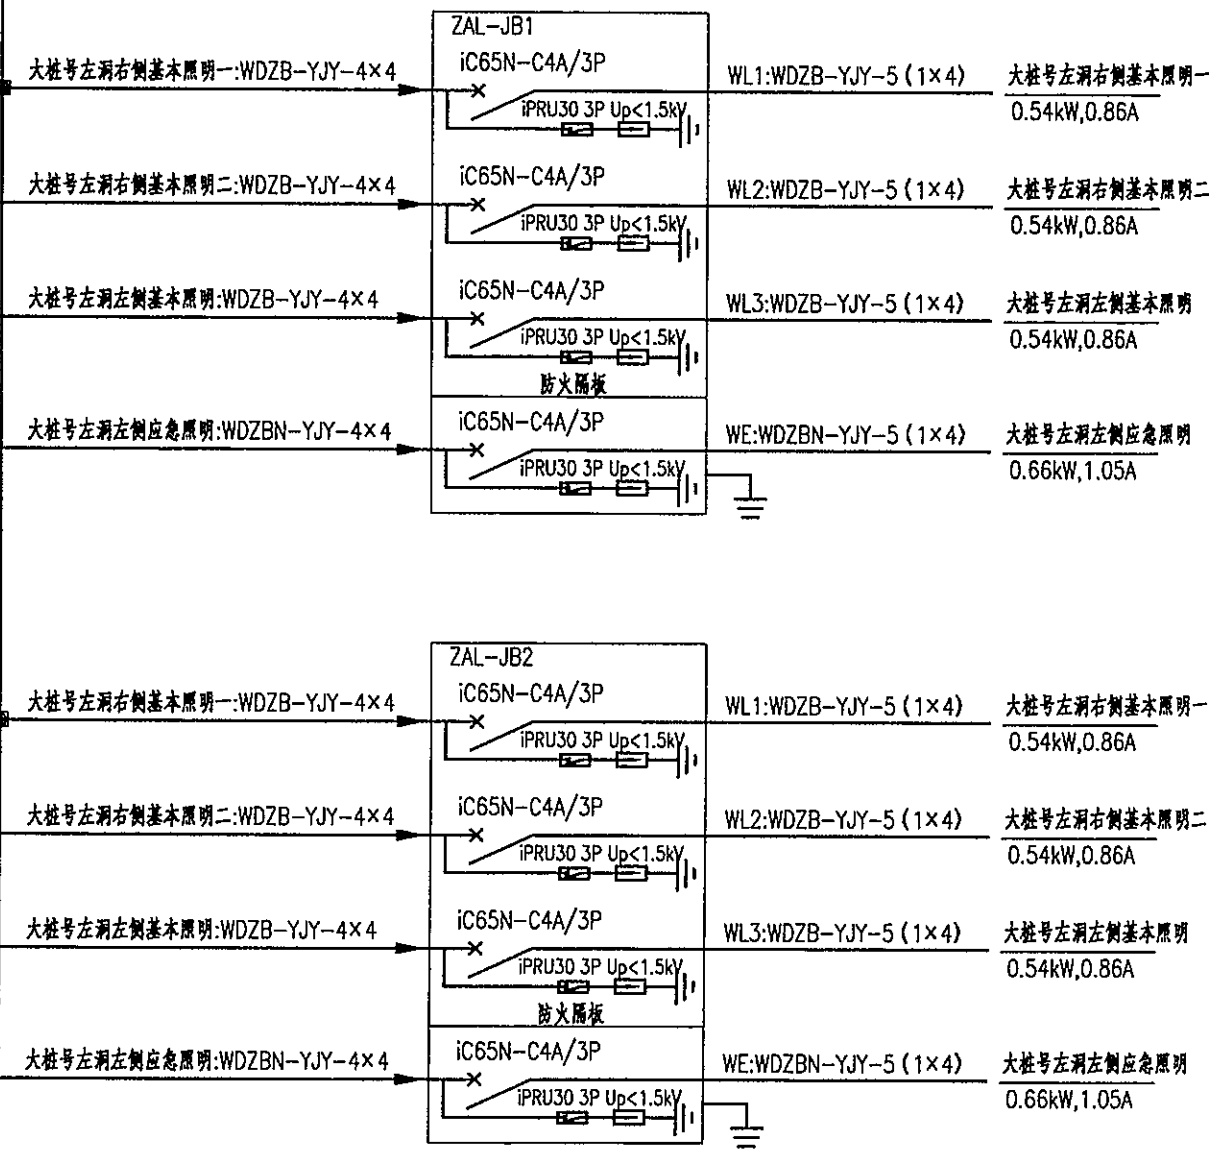 ZAL-JB1
大桩号左洞右侧基本照明一:WDZB-YJY-4×4
iC65N-C4A/3P
WL1:WDZB-YJY-5(1×4)
大桩号左洞右侧基本照明一
iPRU30 3P Up<1.5kV
0.54kW,0.86A
大桩号左洞右侧基本照明二:WDZB-YJY-4×4
iC65N-C4A/3P
WL2:WDZB-YJY-5(1×4)
大桩号左洞右侧基本照明二
iPRU30 3P Up<1.5kV
0.54kW,0.86A
大桩号左洞左侧基本照明:WDZB-YJY-4×4
iC65N-C4A/3P
WL3:WDZB-YJY-5(1×4)
大桩号左洞左侧基本照明
iPRU30 3P Up<1.5kV
0.54kW,0.86A
防火隔板
大桩号左洞左侧应急照明:WDZBN-YJY-4×4
iC65N-C4A/3P
WE:WDZBN-YJY-5(1×4)
大桩号左洞左侧应急照明
iPRU30 3P Up<1.5kV
0.66kW,1.05A
ZAL-JB2
大桩号左洞右侧基本照明一:WDZB-YJY-4×4
iC65N-C4A/3P
WL1:WDZB-YJY-5(1×4)
大桩号左洞右侧基本照明一
iPRU30 3P Up<1.5kV
0.54kW,0.86A
大桩号左洞右侧基本照明二:WDZB-YJY-4×4
iC65N-C4A/3P
WL2:WDZB-YJY-5(1×4)
大桩号左洞右侧基本照明二
iPRU30 3P Up<1.5kV
0.54kW,0.86A
大桩号左洞左侧基本照明:WDZB-YJY-4×4
iC65N-C4A/3P
WL3:WDZB-YJY-5(1×4)
大桩号左洞左侧基本照明
iPRU30 3P Up<1.5kV
0.54kW,0.86A
防火隔板
大桩号左洞左侧应急照明:WDZBN-YJY-4×4
iC65N-C4A/3P
WE:WDZBN-YJY-5(1×4)
大桩号左洞左侧应急照明
iPRU30 3P Up<1.5kV
0.66kW,1.05A